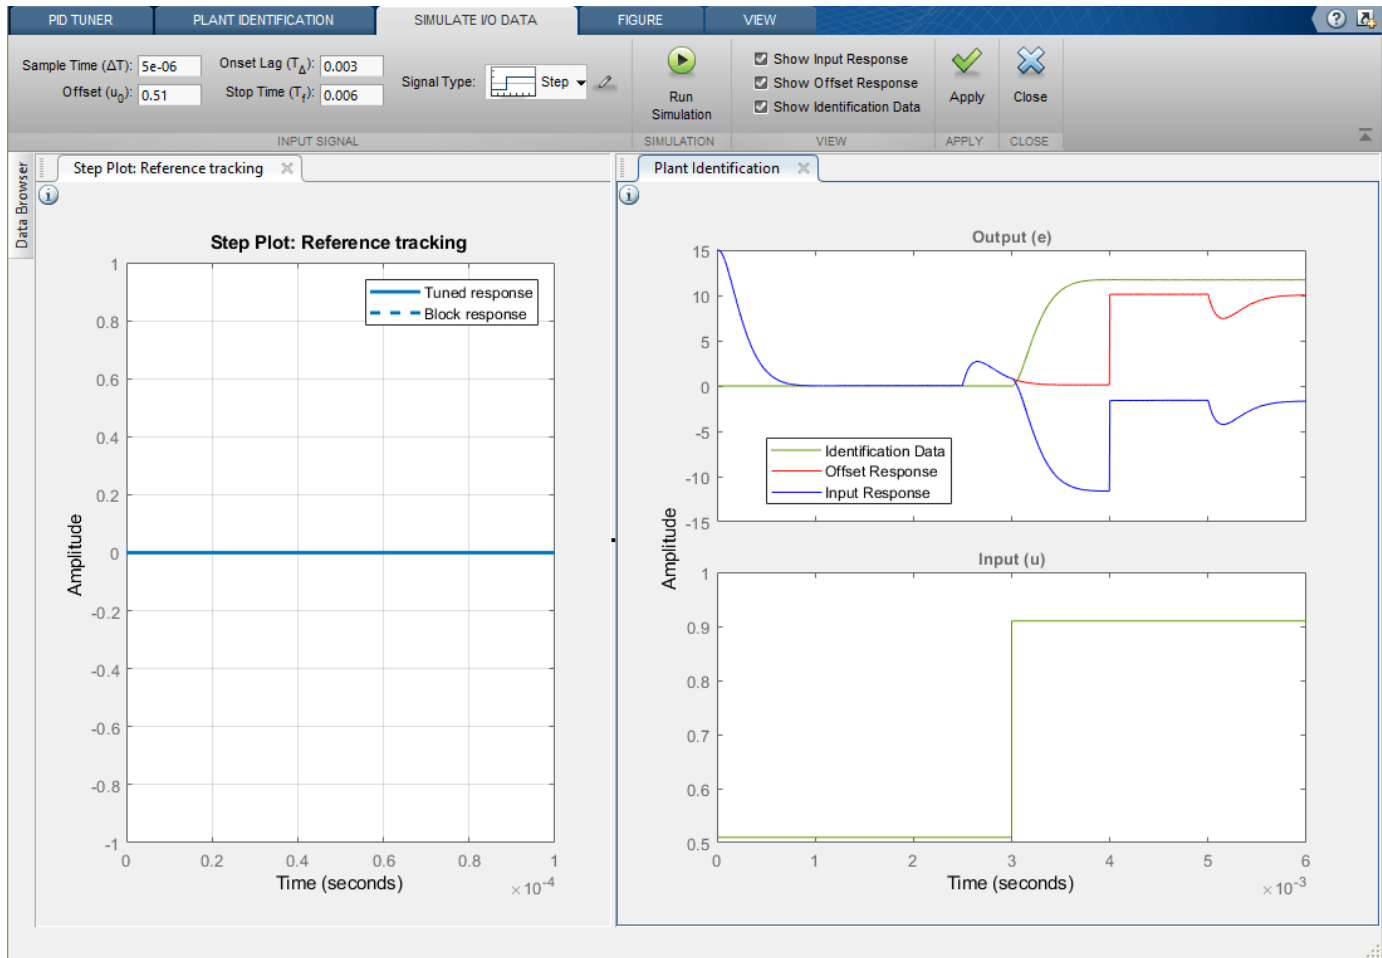 PID TUNER PLANT IDENTIFICATION SIMULATE I/O DATA FIGURE VIEW
Sample Time (ΔT): 5e-06 Onset Lag (T_Δ): 0.003
Offset (u_0): 0.51 Stop Time (T_f): 0.006
Signal Type: Step
Run
Simulation
Show Input Response
Show Offset Response
Show Identification Data
Apply Close
INPUT SIGNAL SIMULATION VIEW APPLY CLOSE
Data Browser
Step Plot: Reference tracking
Step Plot: Reference tracking
Tuned response
Block response
Amplitude
1
0.8
0.6
0.4
0.2
0
-0.2
-0.4
-0.6
-0.8
-1
0 0.2 0.4 0.6 0.8 1
Time (seconds) ×10^-4
Plant Identification
Output (e)
15
10
5
0
-5
-10
-15
Identification Data
Offset Response
Input Response
Amplitude
Input (u)
1
0.9
0.8
0.7
0.6
0.5
0 1 2 3 4 5 6
Time (seconds) ×10^-3